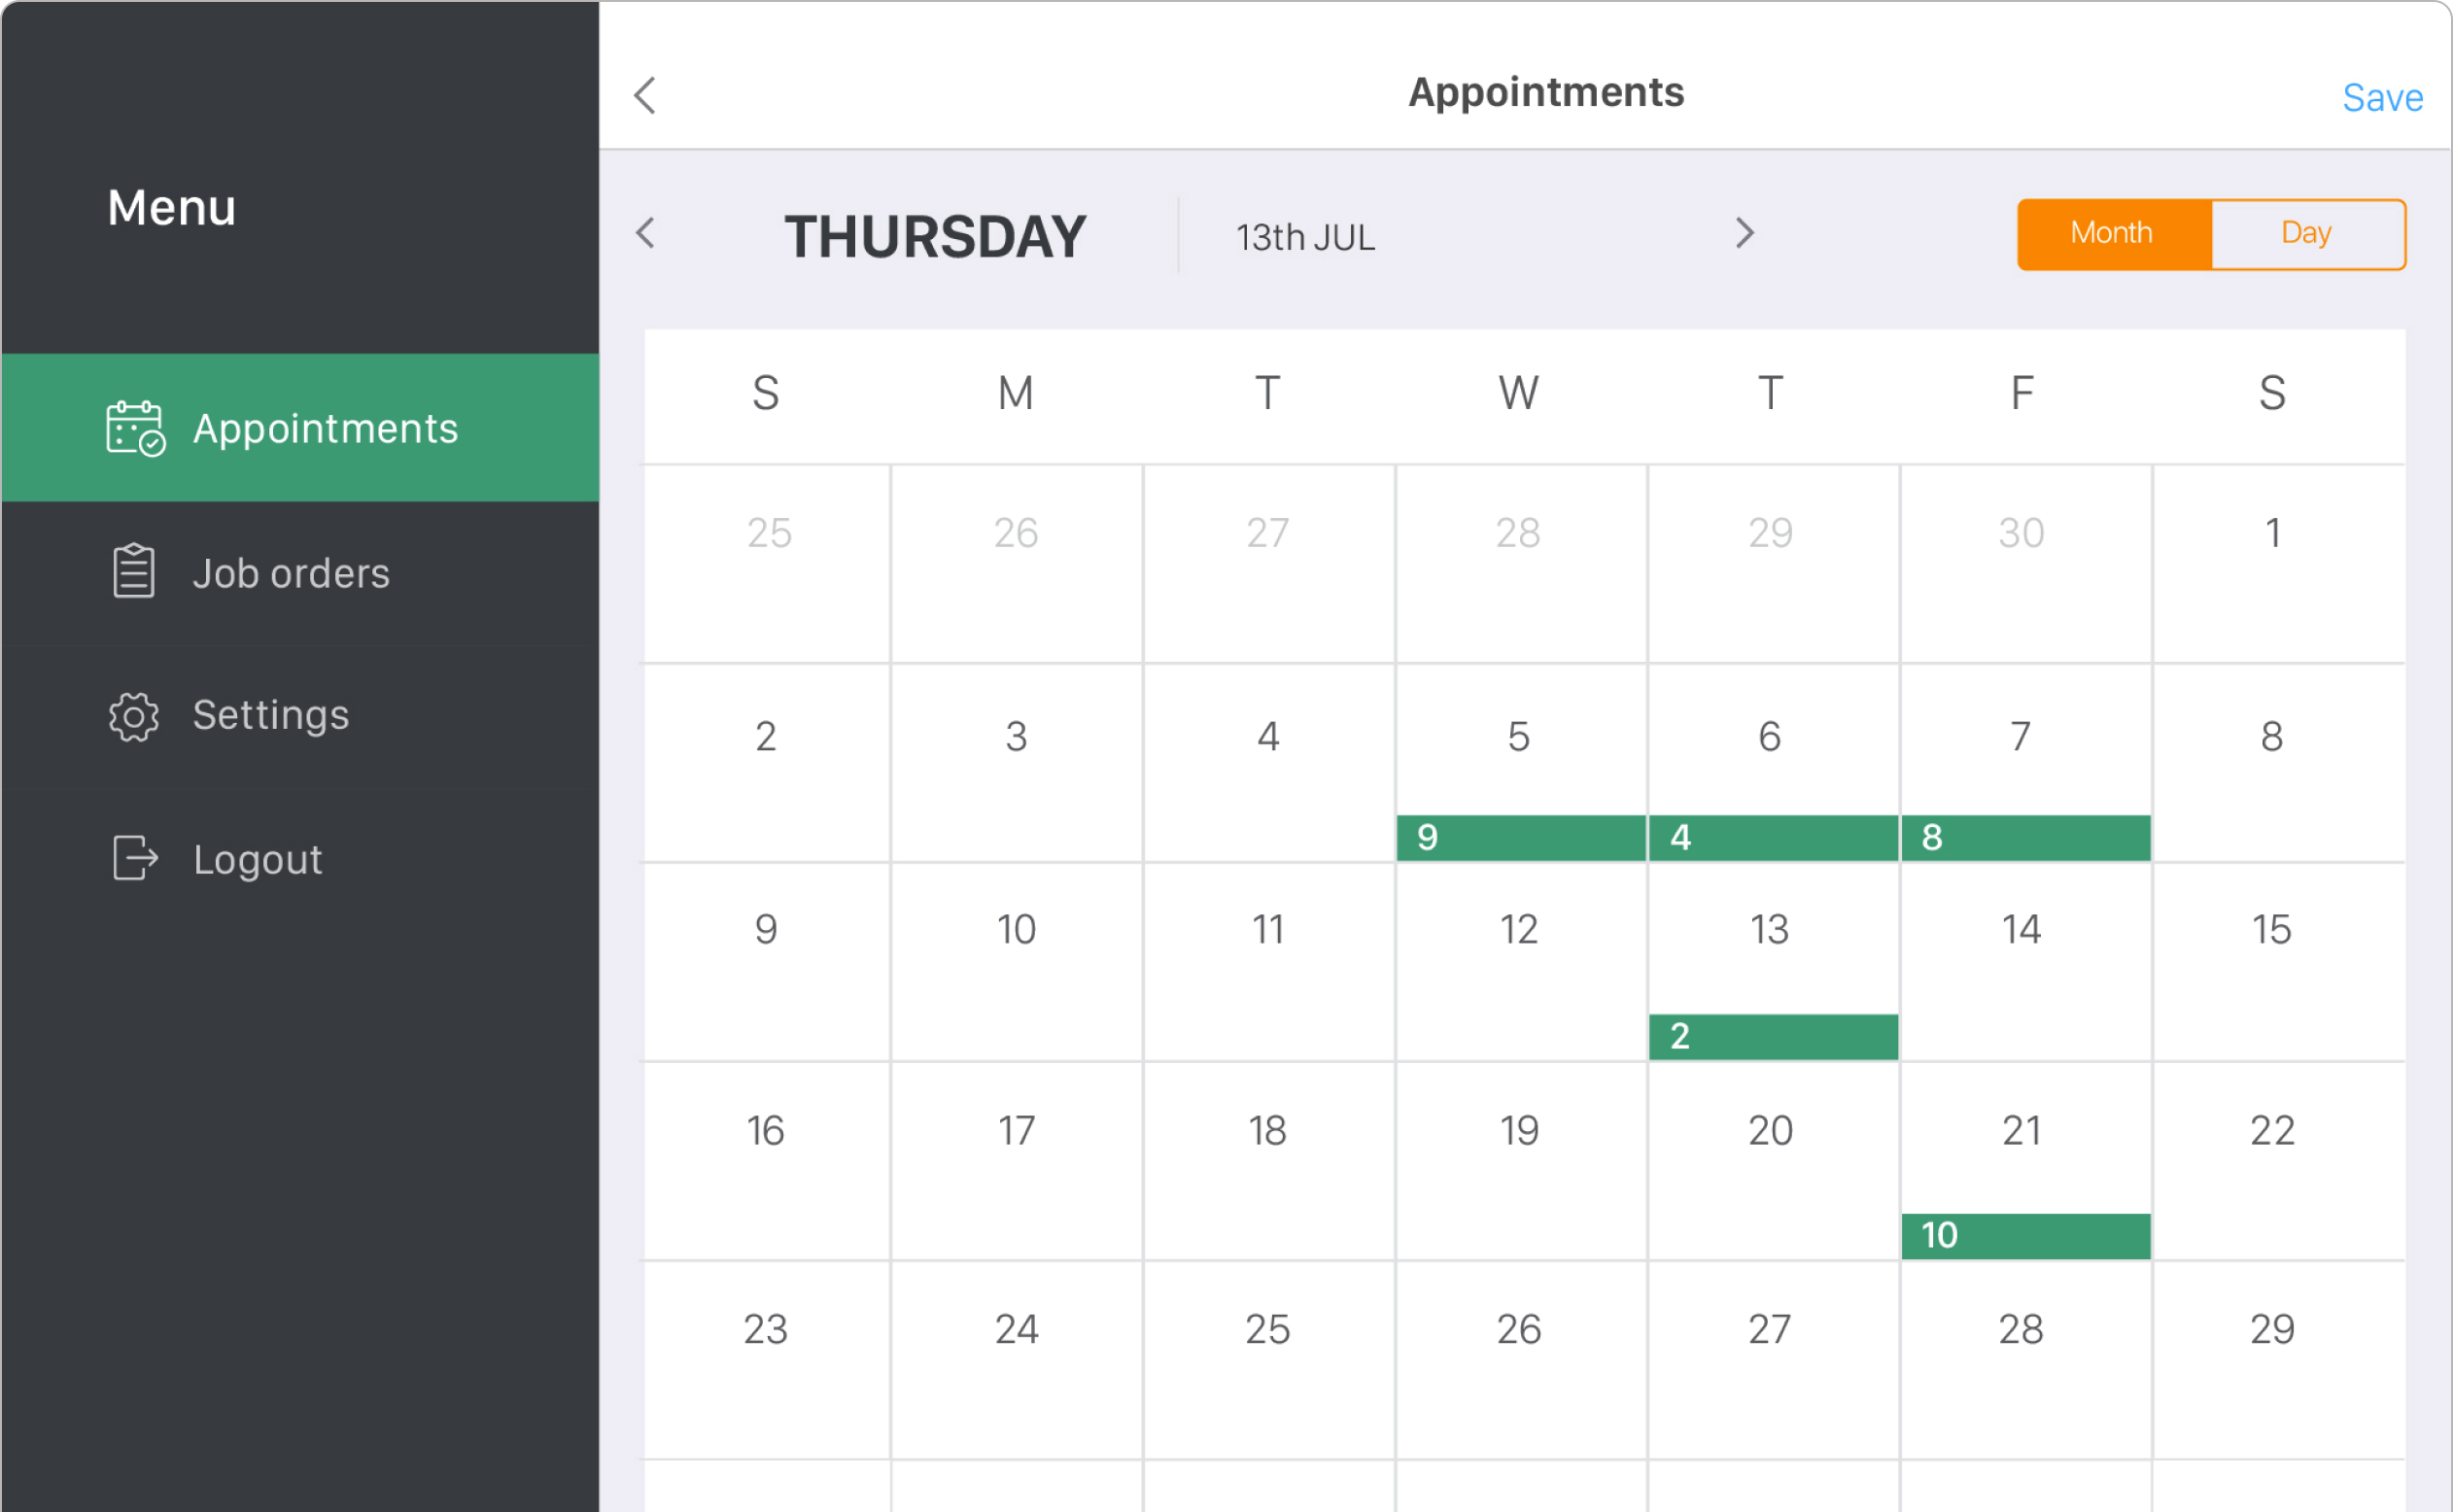 Appointments
Save
Menu
THURSDAY
13th JUL
Month
Day
Appointments
Job orders
Settings
Logout
S M T W T F S
25 26 27 28 29 30 1
2 3 4 5 6 7 8
9 4 8
9 10 11 12 13 14 15
2
16 17 18 19 20 21 22
10
23 24 25 26 27 28 29